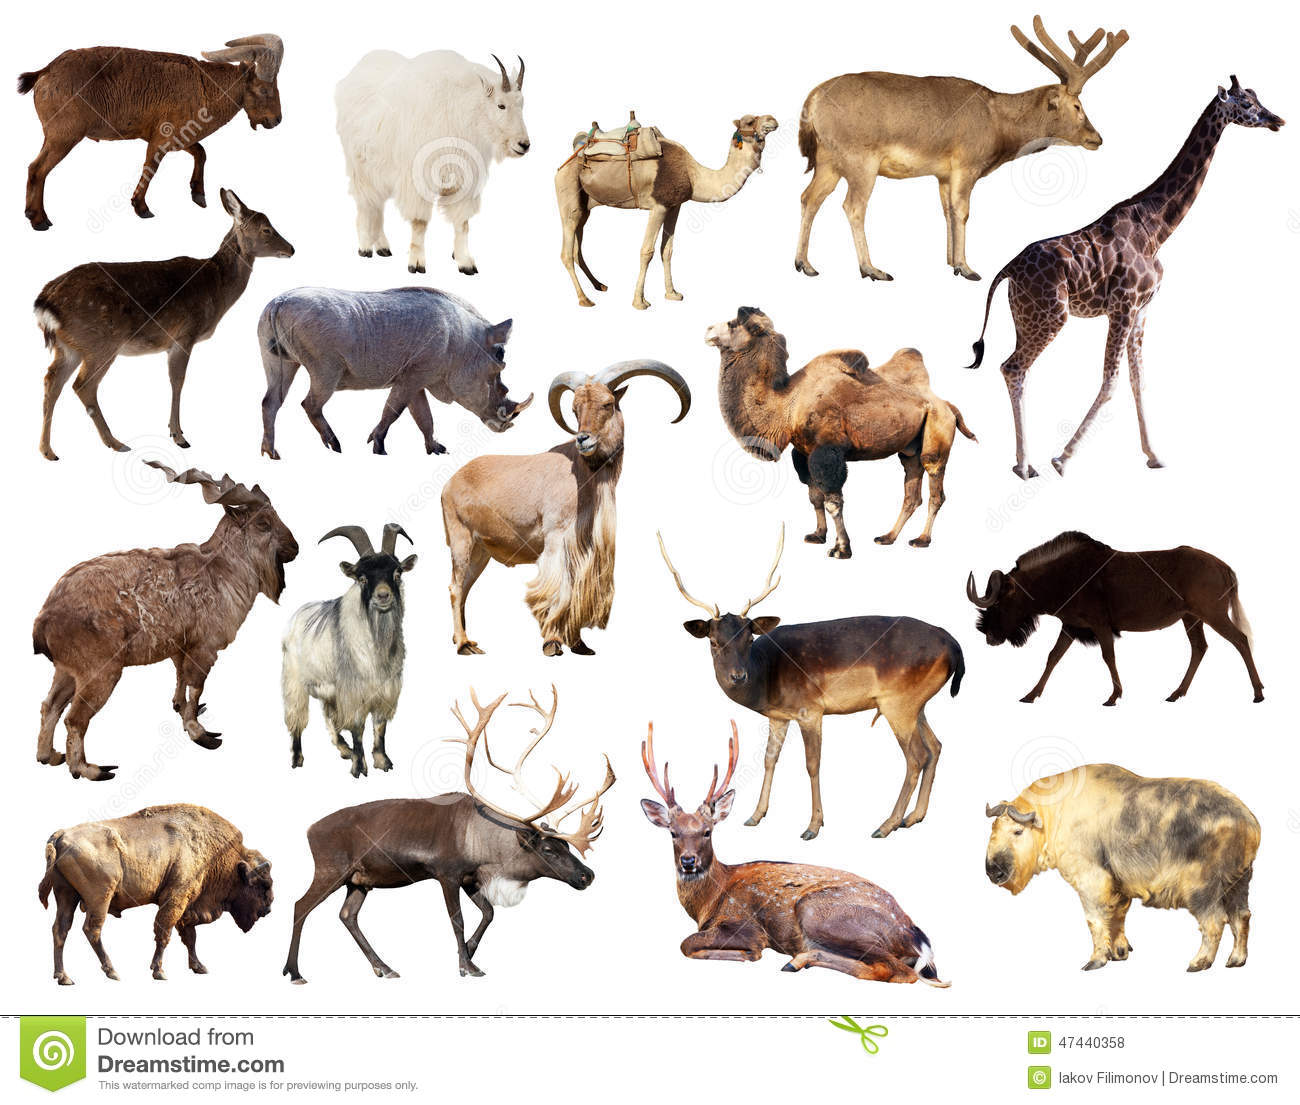 Download from
Dreamstime.com
This watermarked comp image is for previewing purposes only.
ID 47440358
© Iakov Filimonov | Dreamstime.com